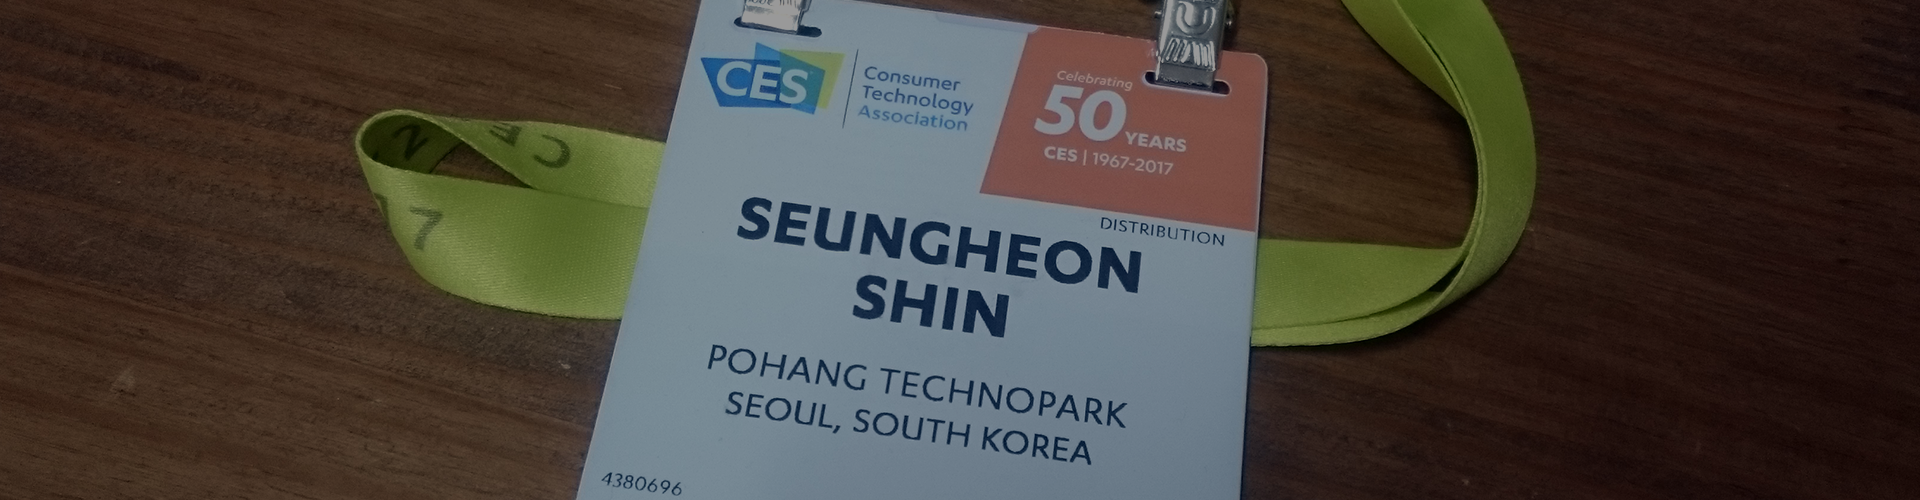 CES
Consumer
Technology
Association
Celebrating
50 YEARS
CES | 1967-2017
DISTRIBUTION
SEUNGHEON
SHIN
POHANG TECHNOPARK
SEOUL, SOUTH KOREA
4380696